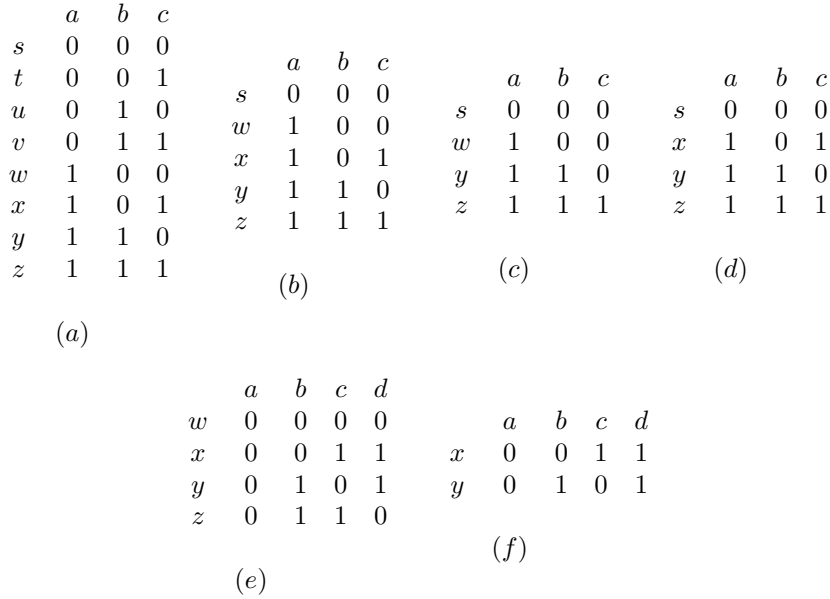 a b c
s 0 0 0
t 0 0 1
u 0 1 0
v 0 1 1
w 1 0 0
x 1 0 1
y 1 1 0
z 1 1 1
(a)
a b c
s 0 0 0
w 1 0 0
x 1 0 1
y 1 1 0
z 1 1 1
(b)
a b c
s 0 0 0
w 1 0 0
y 1 1 0
z 1 1 1
(c)
a b c
s 0 0 0
x 1 0 1
y 1 1 0
z 1 1 1
(d)
a b c d
w 0 0 0 0
x 0 0 1 1
y 0 1 0 1
z 0 1 1 0
(e)
a b c d
x 0 0 1 1
y 0 1 0 1
(f)